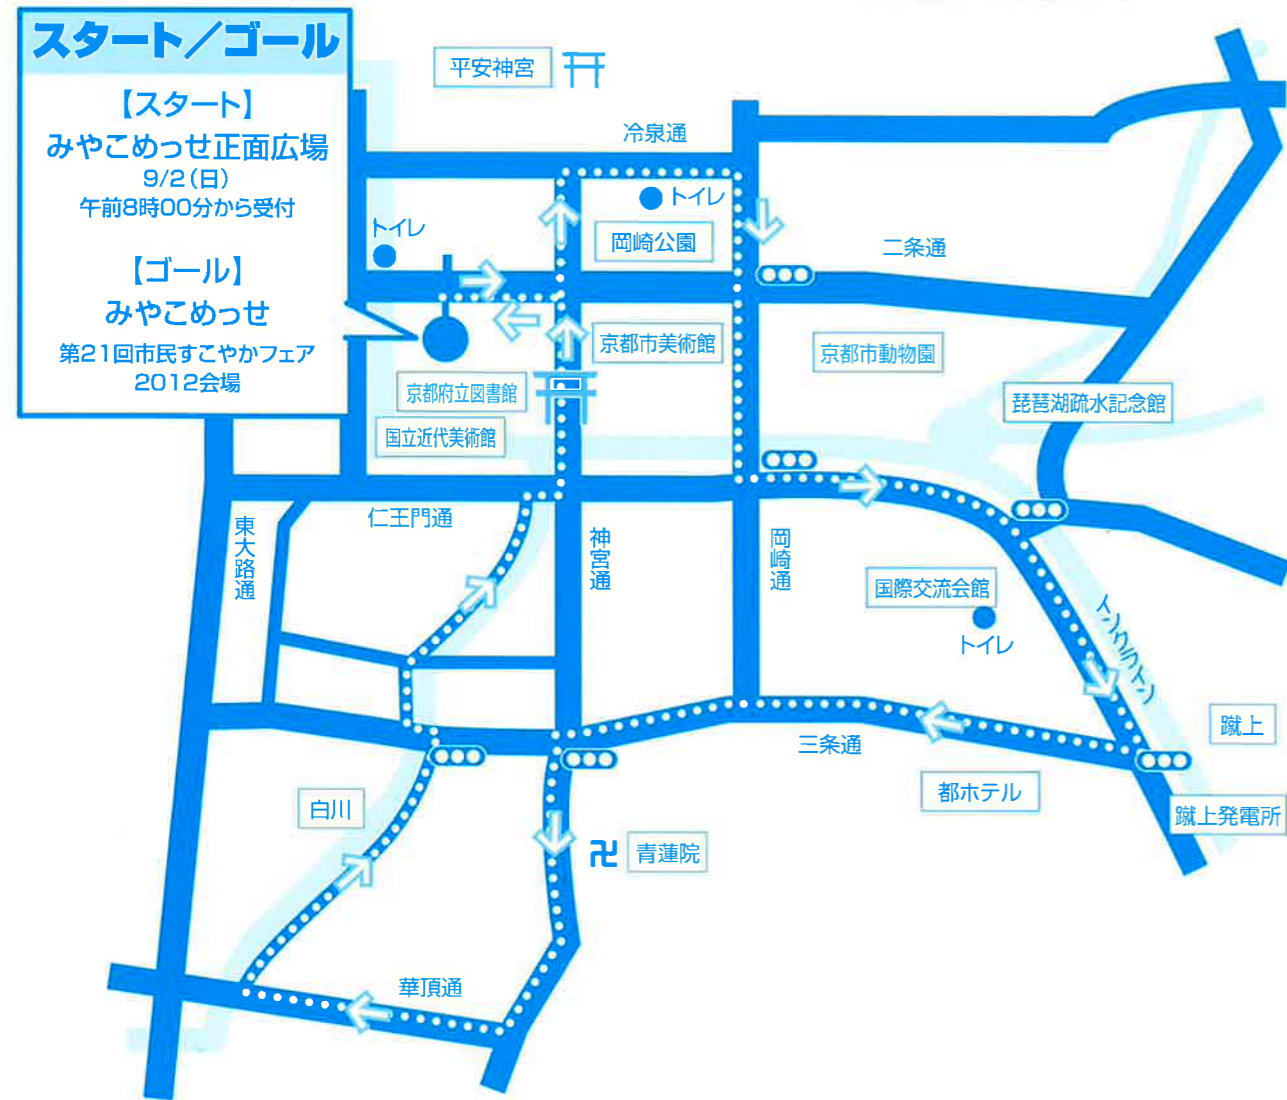 スタート／ゴール
【スタート】
みやこめっせ正面広場
9/2(日)
午前8時00分から受付
【ゴール】
みやこめっせ
第21回市民すこやかフェア
2012会場
平安神宮
冷泉通
トイレ
岡崎公園
トイレ
二条通
京都市美術館
京都市動物園
京都府立図書館
琵琶湖疏水記念館
国立近代美術館
仁王門通
東大路通
神宮通
岡崎通
国際交流会館
トイレ
インクライン
蹴上
三条通
都ホテル
白川
蹴上発電所
卍
青蓮院
華頂通